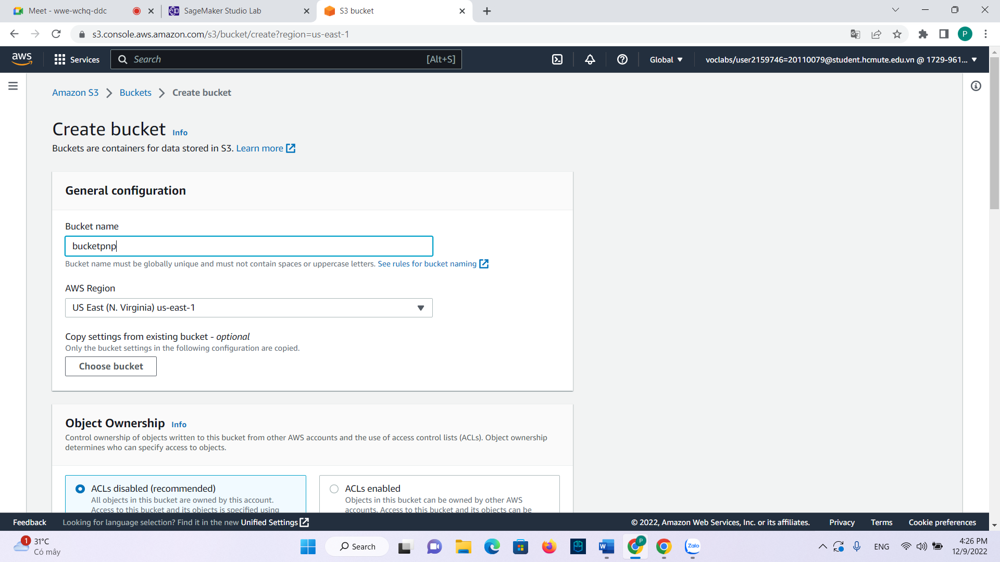 Meet - wwe-wchq-ddc
SageMaker Studio Lab
S3 bucket
s3.console.aws.amazon.com/s3/bucket/create?region=us-east-1
P
aws
Services
Search
[Alt+S]
Global
voclabs/user2159746=20110079@student.hcmute.edu.vn @ 1729-961...
Amazon S3 > Buckets > Create bucket
Create bucket Info
Buckets are containers for data stored in S3. Learn more
General configuration
Bucket name
bucketpnp
Bucket name must be globally unique and must not contain spaces or uppercase letters. See rules for bucket naming
AWS Region
US East (N. Virginia) us-east-1
Copy settings from existing bucket - optional
Only the bucket settings in the following configuration are copied.
Choose bucket
Object Ownership Info
Control ownership of objects written to this bucket from other AWS accounts and the use of access control lists (ACLs). Object ownership
determines who can specify access to objects.
ACLs disabled (recommended)
All objects in this bucket are owned by this account.
Access to this bucket and its objects is specified using
ACLs enabled
Objects in this bucket can be owned by other AWS
accounts. Access to this bucket and its objects can be
Feedback
Looking for language selection? Find it in the new Unified Settings
© 2022, Amazon Web Services, Inc. or its affiliates.
Privacy
Terms
Cookie preferences
1
31°C
Có mây
Search
W
P
Zalo
ENG
4:26 PM
12/9/2022